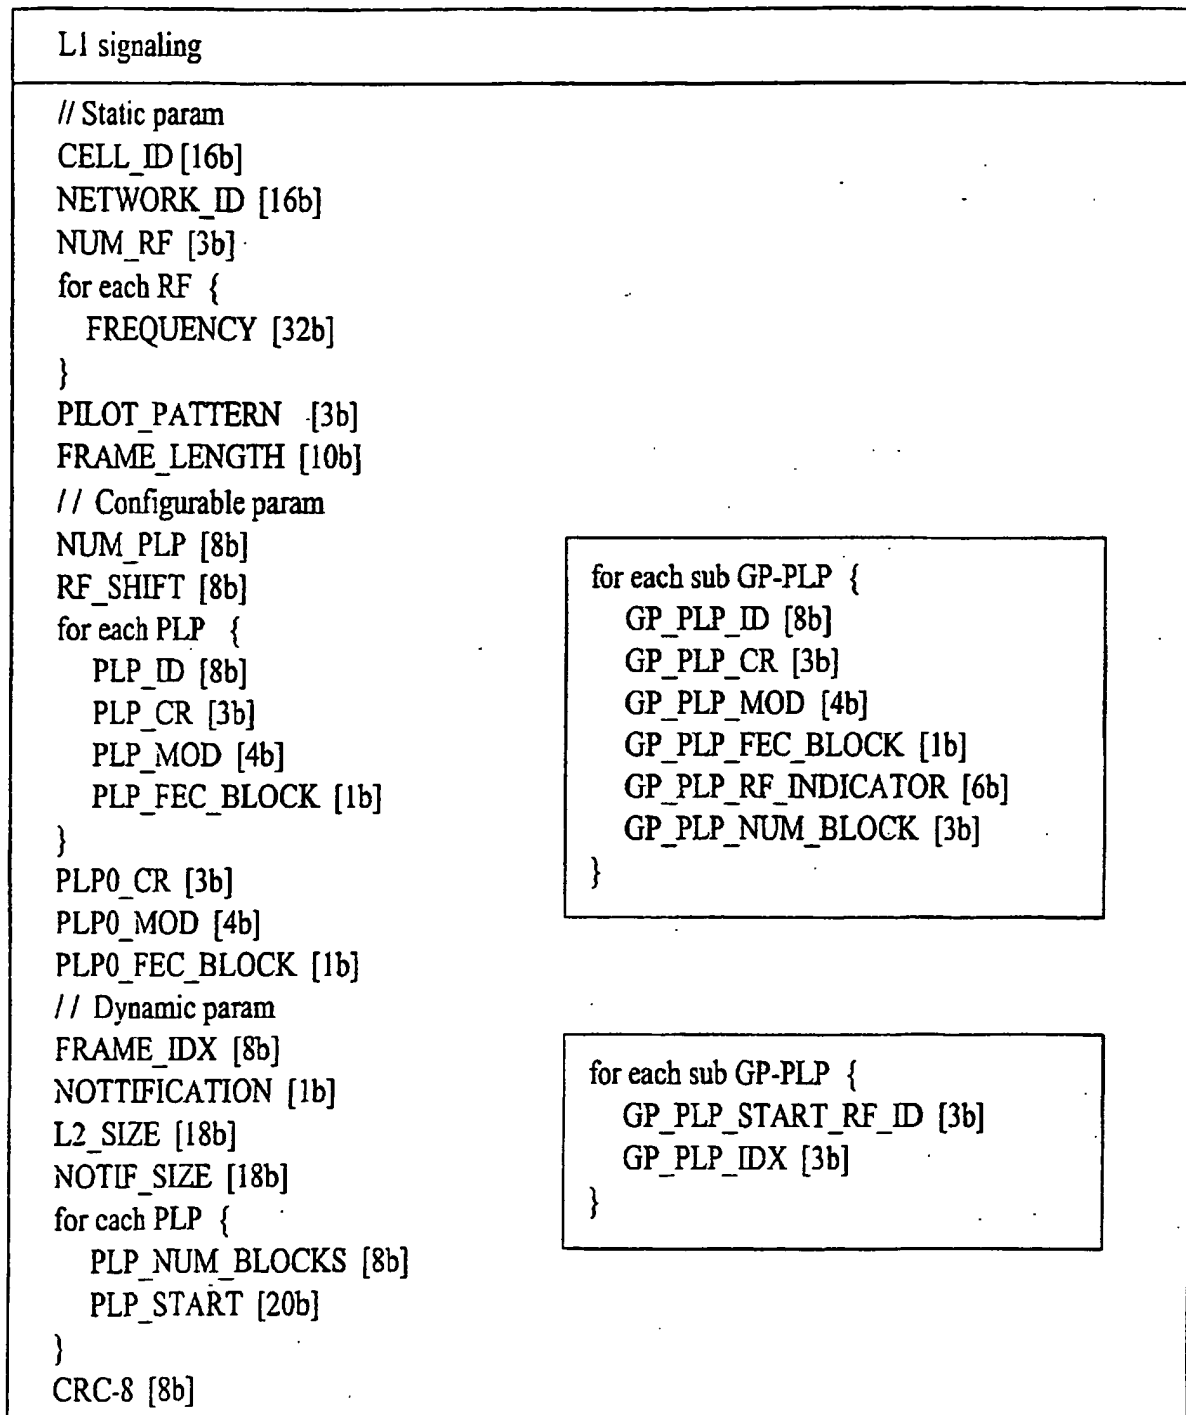 L1 signaling
// Static param
CELL_ID [16b]
NETWORK_ID [16b]
NUM_RF [3b]
for each RF {
FREQUENCY [32b]
}
PILOT_PATTERN [3b]
FRAME_LENGTH [10b]
// Configurable param
NUM_PLP [8b]
RF_SHIFT [8b]
for each PLP {
PLP_ID [8b]
PLP_CR [3b]
PLP_MOD [4b]
PLP_FEC_BLOCK [1b]
}
PLP0_CR [3b]
PLP0_MOD [4b]
PLP0_FEC_BLOCK [1b]
// Dynamic param
FRAME_IDX [8b]
NOTTIFICATION [1b]
L2_SIZE [18b]
NOTIF_SIZE [18b]
for each PLP {
PLP_NUM_BLOCKS [8b]
PLP_START [20b]
}
CRC-8 [8b]
for each sub GP-PLP {
GP_PLP_ID [8b]
GP_PLP_CR [3b]
GP_PLP_MOD [4b]
GP_PLP_FEC_BLOCK [1b]
GP_PLP_RF_INDICATOR [6b]
GP_PLP_NUM_BLOCK [3b]
}
for each sub GP-PLP {
GP_PLP_START_RF_ID [3b]
GP_PLP_IDX [3b]
}